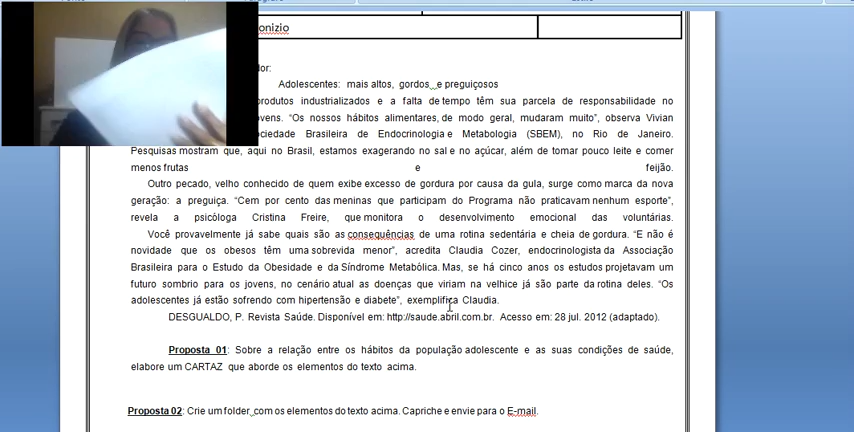 onizio
dor:
Adolescentes: mais altos, gordos e preguiçosos
produtos industrializados e a falta de tempo têm sua parcela de responsabilidade no
vens. “Os nossos hábitos alimentares, de modo geral, mudaram muito”, observa Vivian
ociedade Brasileira de Endocrinologia e Metabologia (SBEM), no Rio de Janeiro.
Pesquisas mostram que, aqui no Brasil, estamos exagerando no sal e no açúcar, além de tomar pouco leite e comer
menos frutas e feijão.
Outro pecado, velho conhecido de quem exibe excesso de gordura por causa da gula, surge como marca da nova
geração: a preguiça. “Cem por cento das meninas que participam do Programa não praticavam nenhum esporte”,
revela a psicóloga Cristina Freire, que monitora o desenvolvimento emocional das voluntárias.
Você provavelmente já sabe quais são as consequências de uma rotina sedentária e cheia de gordura. “E não é
novidade que os obesos têm uma sobrevida menor”, acredita Claudia Cozer, endocrinologista da Associação
Brasileira para o Estudo da Obesidade e da Síndrome Metabólica. Mas, se há cinco anos os estudos projetavam um
futuro sombrio para os jovens, no cenário atual as doenças que viriam na velhice já são parte da rotina deles. “Os
adolescentes já estão sofrendo com hipertensão e diabete”, exemplifica Claudia.
DESGUALDO, P. Revista Saúde. Disponível em: http://saude.abril.com.br. Acesso em: 28 jul. 2012 (adaptado).
Proposta 01: Sobre a relação entre os hábitos da população adolescente e as suas condições de saúde,
elabore um CARTAZ que aborde os elementos do texto acima.
Proposta 02: Crie um folder com os elementos do texto acima. Capriche e envie para o E-mail.